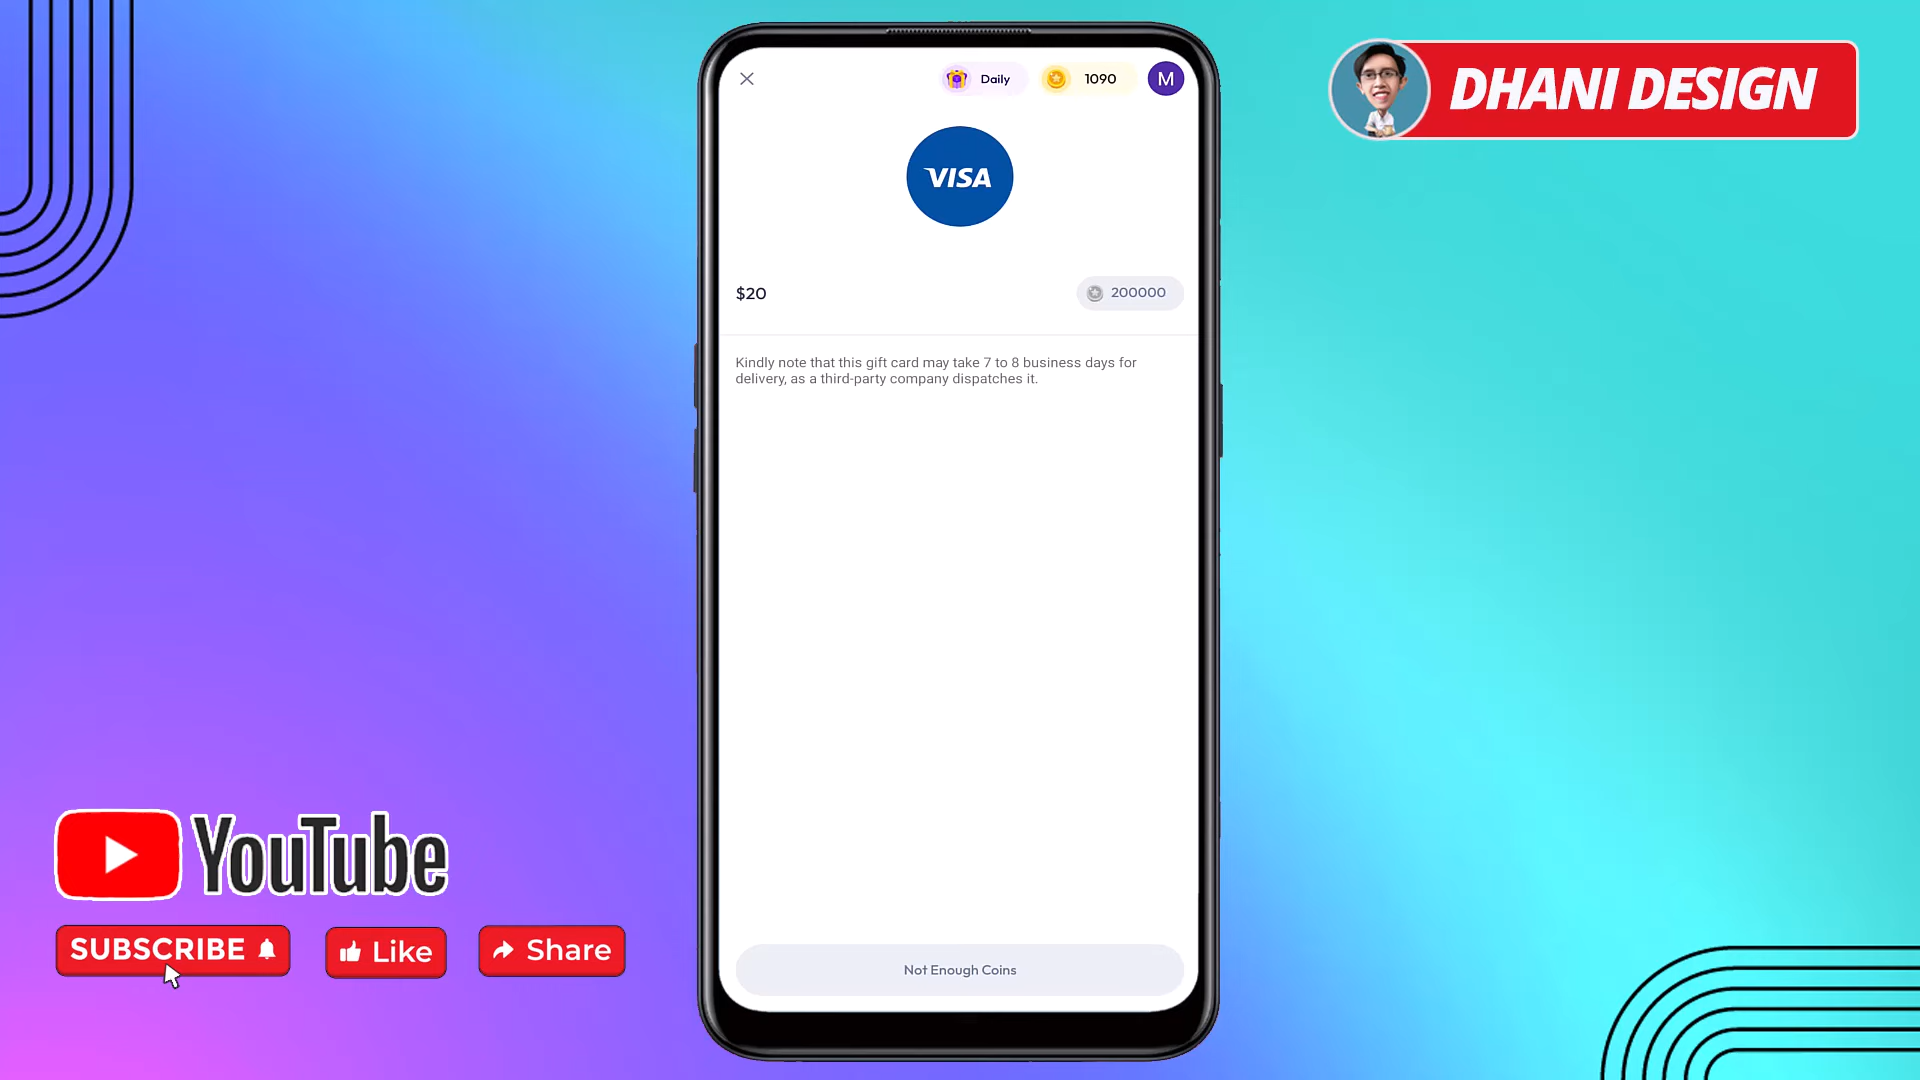 DHANI DESIGN
Daily
1090
M
VISA
$20
200000
Kindly note that this gift card may take 7 to 8 business days for
delivery, as a third-party company dispatches it.
Not Enough Coins
YouTube
SUBSCRIBE
Like
Share